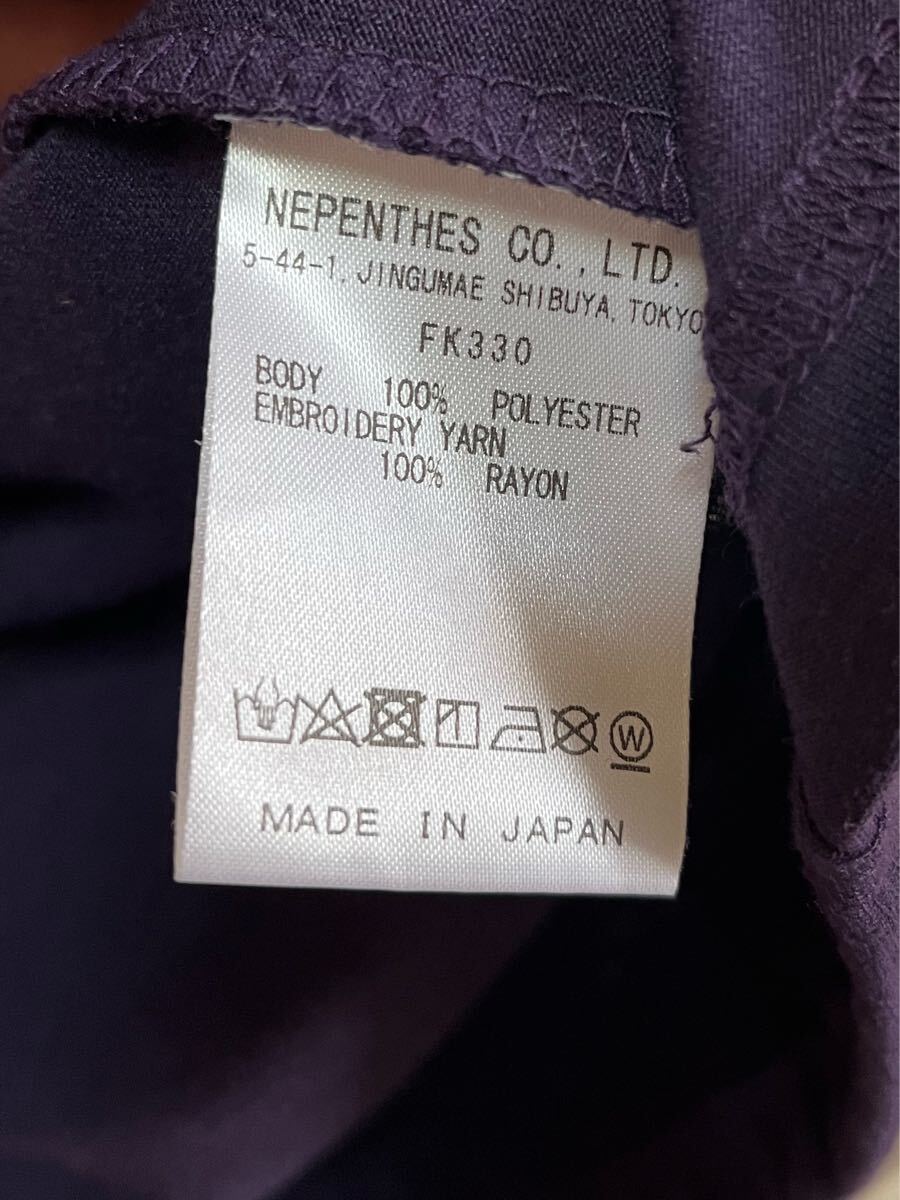 NEPENTHES CO.,LTD.
5-44-1, JINGUMAE SHIBUYA, TOKYO
FK330
BODY 100% POLYESTER
EMBROIDERY YARN
100% RAYON
W
MADE IN JAPAN